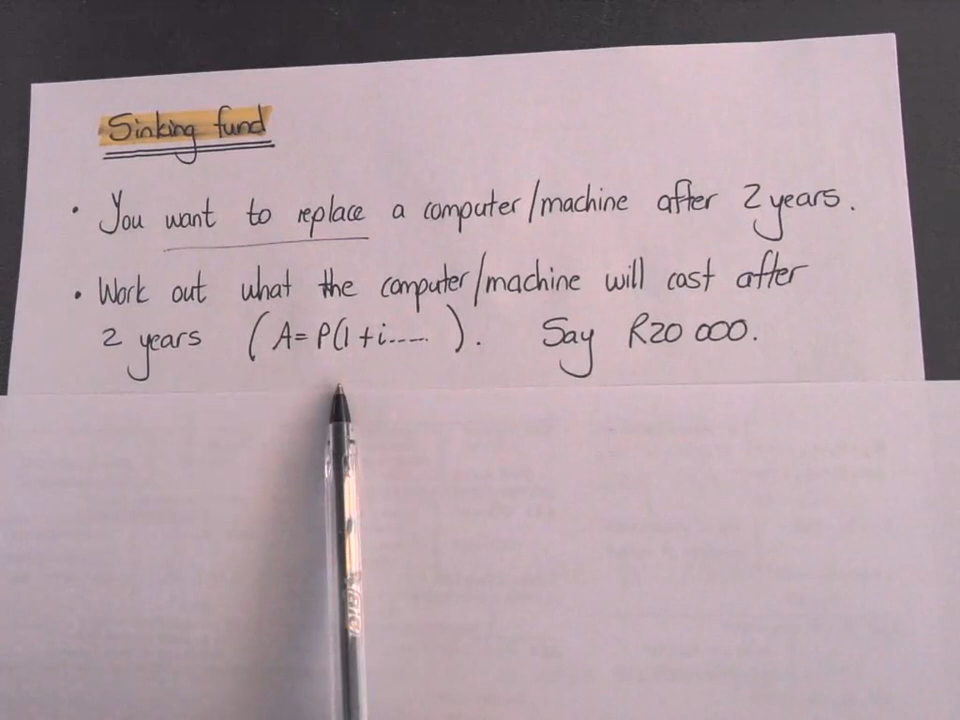 Sinking fund
• You want to replace a computer/machine after 2 years.
• Work out what the computer/machine will cost after
2 years (A=P(1+i.....). Say R20 000.